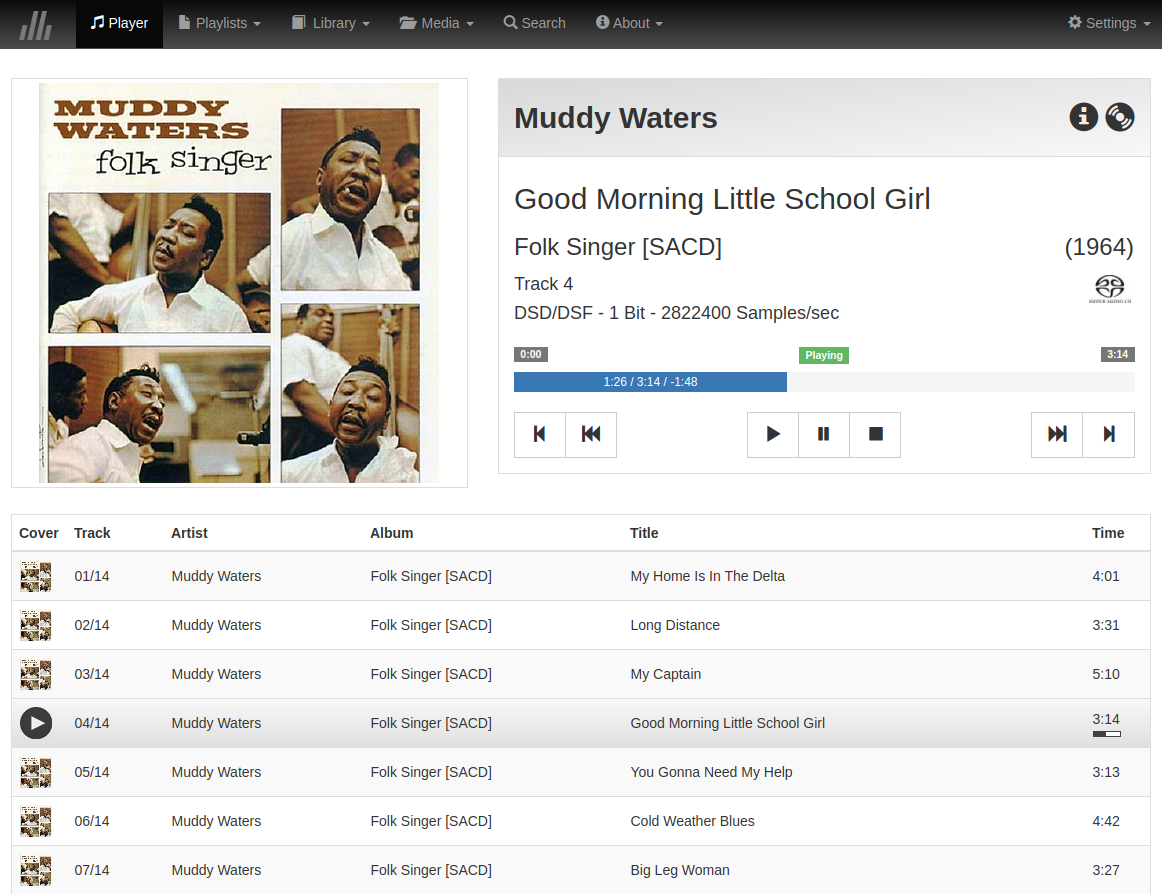 Player Playlists Library Media Search About Settings
MUDDY
WATERS
folk singer
Muddy Waters
Good Morning Little School Girl
Folk Singer [SACD] (1964)
Track 4
SUPER AUDIO CD
DSD/DSF - 1 Bit - 2822400 Samples/sec
0:00 Playing 3:14
1:26 / 3:14 / -1:48
Cover Track Artist Album Title Time
01/14 Muddy Waters Folk Singer [SACD] My Home Is In The Delta 4:01
02/14 Muddy Waters Folk Singer [SACD] Long Distance 3:31
03/14 Muddy Waters Folk Singer [SACD] My Captain 5:10
04/14 Muddy Waters Folk Singer [SACD] Good Morning Little School Girl 3:14
05/14 Muddy Waters Folk Singer [SACD] You Gonna Need My Help 3:13
06/14 Muddy Waters Folk Singer [SACD] Cold Weather Blues 4:42
07/14 Muddy Waters Folk Singer [SACD] Big Leg Woman 3:27